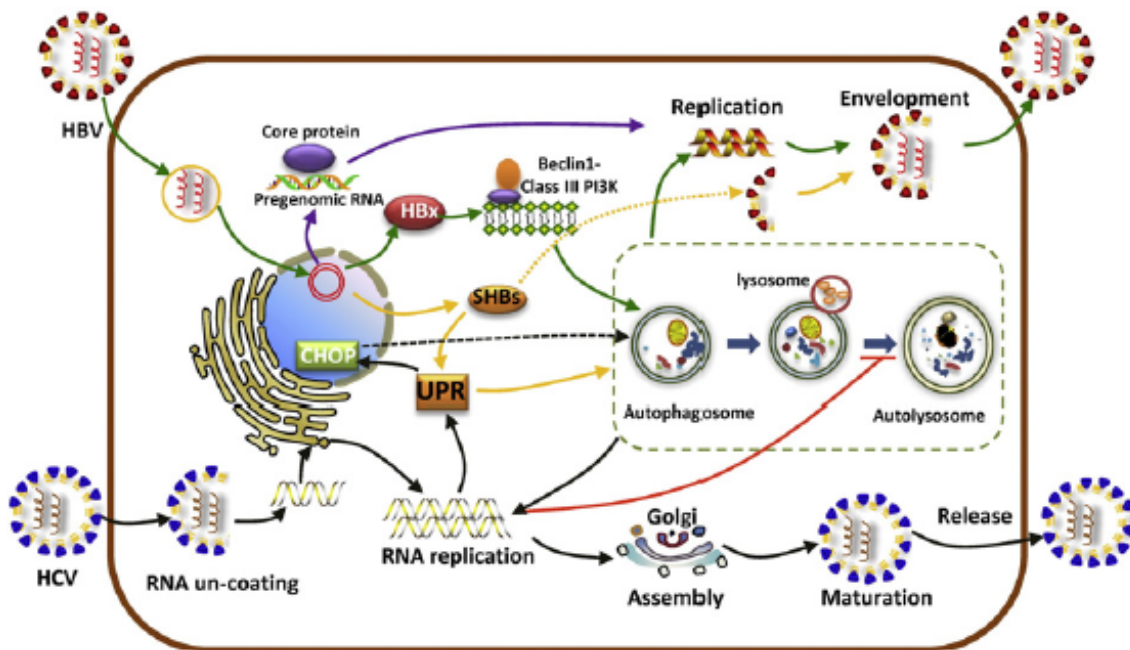 HBV
Core protein
Pregenomic RNA
HBx
Beclin1-
Class III PI3K
Replication
Envelopment
SHBs
CHOP
UPR
lysosome
Autophagosome
Autolysosome
HCV
RNA un-coating
RNA replication
Golgi
Assembly
Maturation
Release